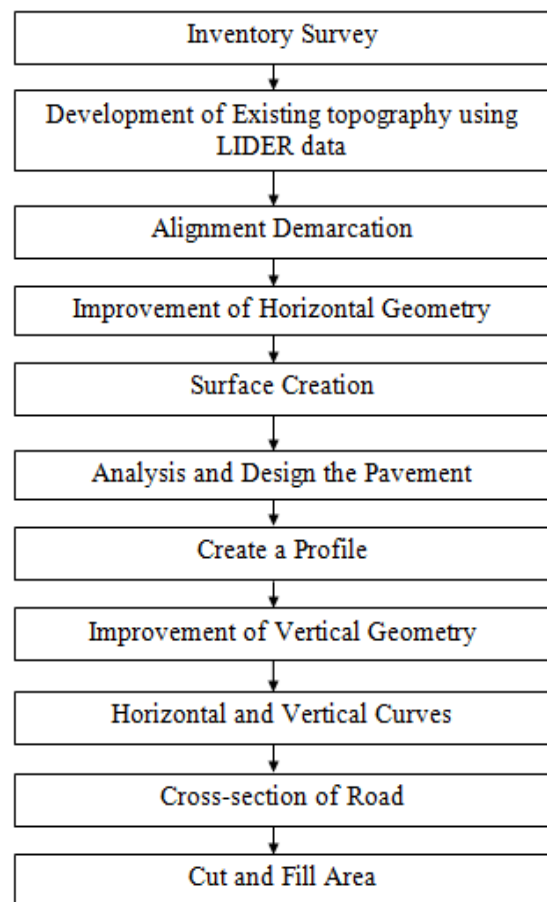 Inventory Survey
Development of Existing topography using
LIDER data
Alignment Demarcation
Improvement of Horizontal Geometry
Surface Creation
Analysis and Design the Pavement
Create a Profile
Improvement of Vertical Geometry
Horizontal and Vertical Curves
Cross-section of Road
Cut and Fill Area